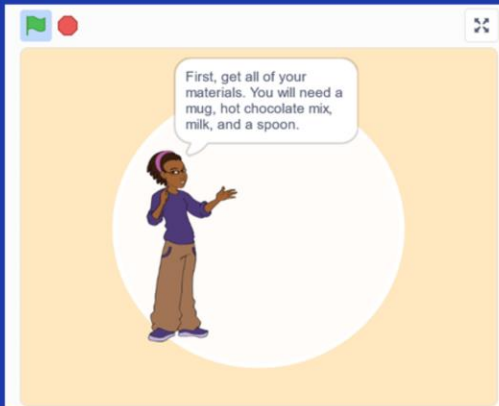 First, get all of your
materials. You will need a
mug, hot chocolate mix,
milk, and a spoon.